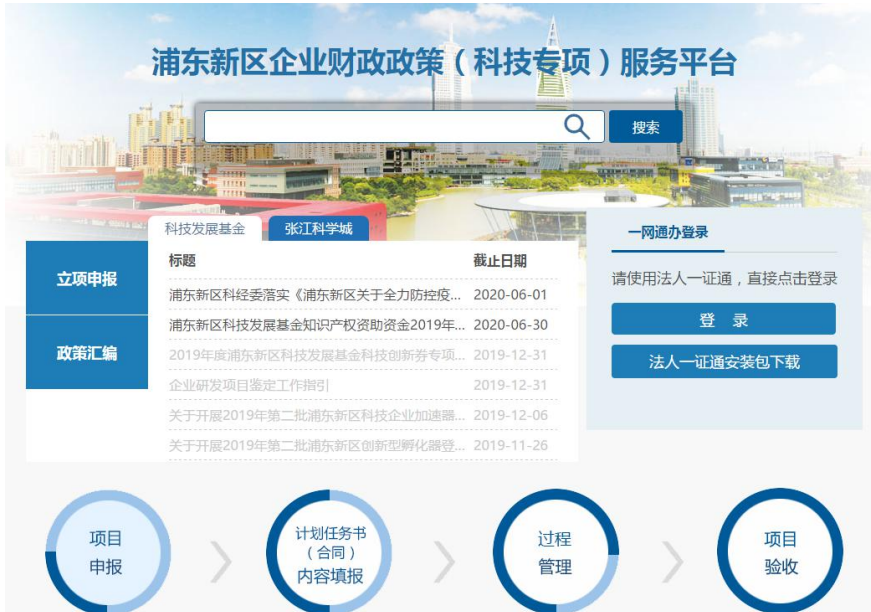 浦东新区企业财政政策（科技专项）服务平台
搜索
科技发展基金
张江科学城
一网通办登录
立项申报
政策汇编
标题 截止日期
浦东新区科经委落实《浦东新区关于全力防控疫... 2020-06-01
浦东新区科技发展基金知识产权资助资金2019年... 2020-06-30
2019年度浦东新区科技发展基金科技创新券专项... 2019-12-31
企业研发项目鉴定工作指引 2019-12-31
关于开展2019年第二批浦东新区科技企业加速器... 2019-12-06
关于开展2019年第二批浦东新区创新型孵化器登... 2019-11-26
请使用法人一证通，直接点击登录
登 录
法人一证通安装包下载
项目
申报
计划任务书
（合同）
内容填报
过程
管理
项目
验收